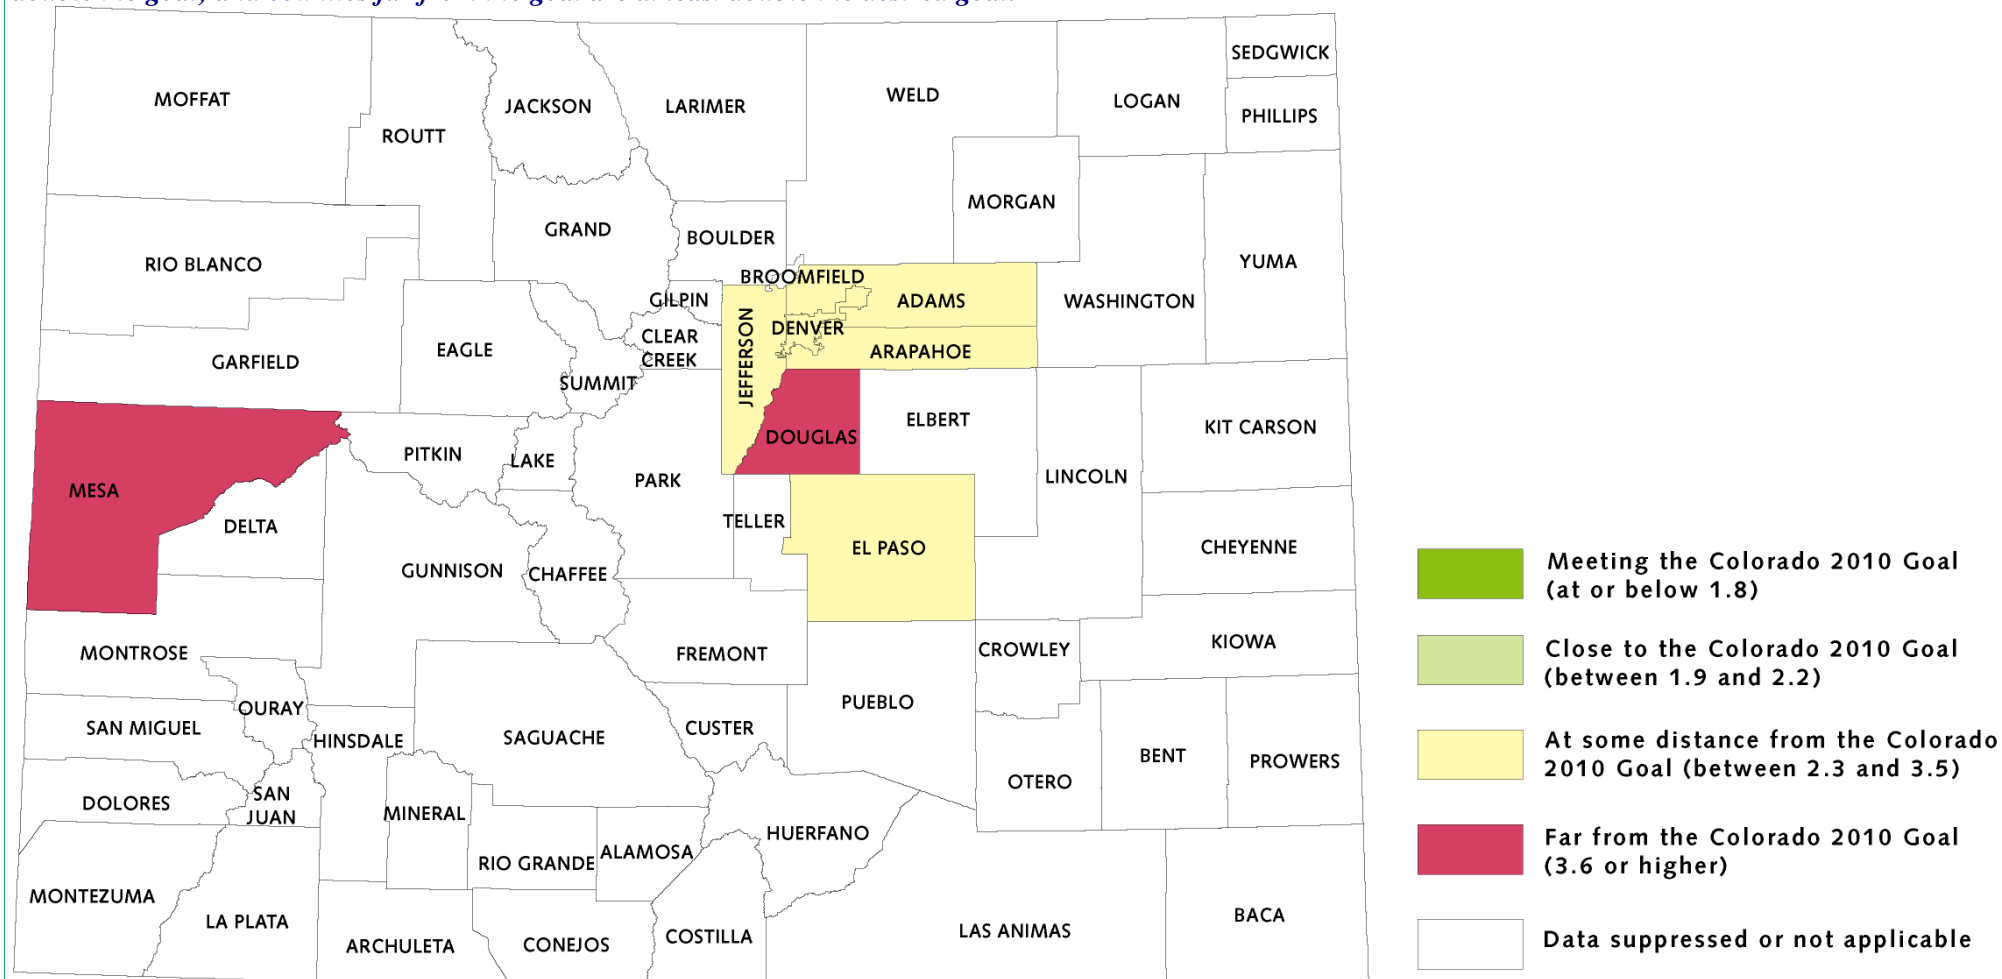 SEDGWICK
MOFFAT
JACKSON
LARIMER
WELD
LOGAN
PHILLIPS
ROUTT
MORGAN
GRAND
BOULDER
RIO BLANCO
YUMA
BROOMFIELD
GILPIN
ADAMS
WASHINGTON
JEFFERSON
DENVER
CLEAR
CREEK
EAGLE
ARAPAHOE
GARFIELD
SUMMIT
ELBERT
KIT CARSON
DOUGLAS
PITKIN
LAKE
PARK
LINCOLN
MESA
DELTA
TELLER
EL PASO
CHEYENNE
GUNNISON
CHAFFEE
MONTROSE
FREMONT
CROWLEY
KIOWA
OURAY
PUEBLO
SAN MIGUEL
HINSDALE
SAGUACHE
CUSTER
BENT
PROWERS
OTERO
DOLORES
SAN
JUAN
MINERAL
HUERFANO
RIO GRANDE
ALAMOSA
MONTEZUMA
LA PLATA
ARCHULETA
CONEJOS
COSTILLA
LAS ANIMAS
BACA
Meeting the Colorado 2010 Goal
(at or below 1.8)
Close to the Colorado 2010 Goal
(between 1.9 and 2.2)
At some distance from the Colorado
2010 Goal (between 2.3 and 3.5)
Far from the Colorado 2010 Goal
(3.6 or higher)
Data suppressed or not applicable